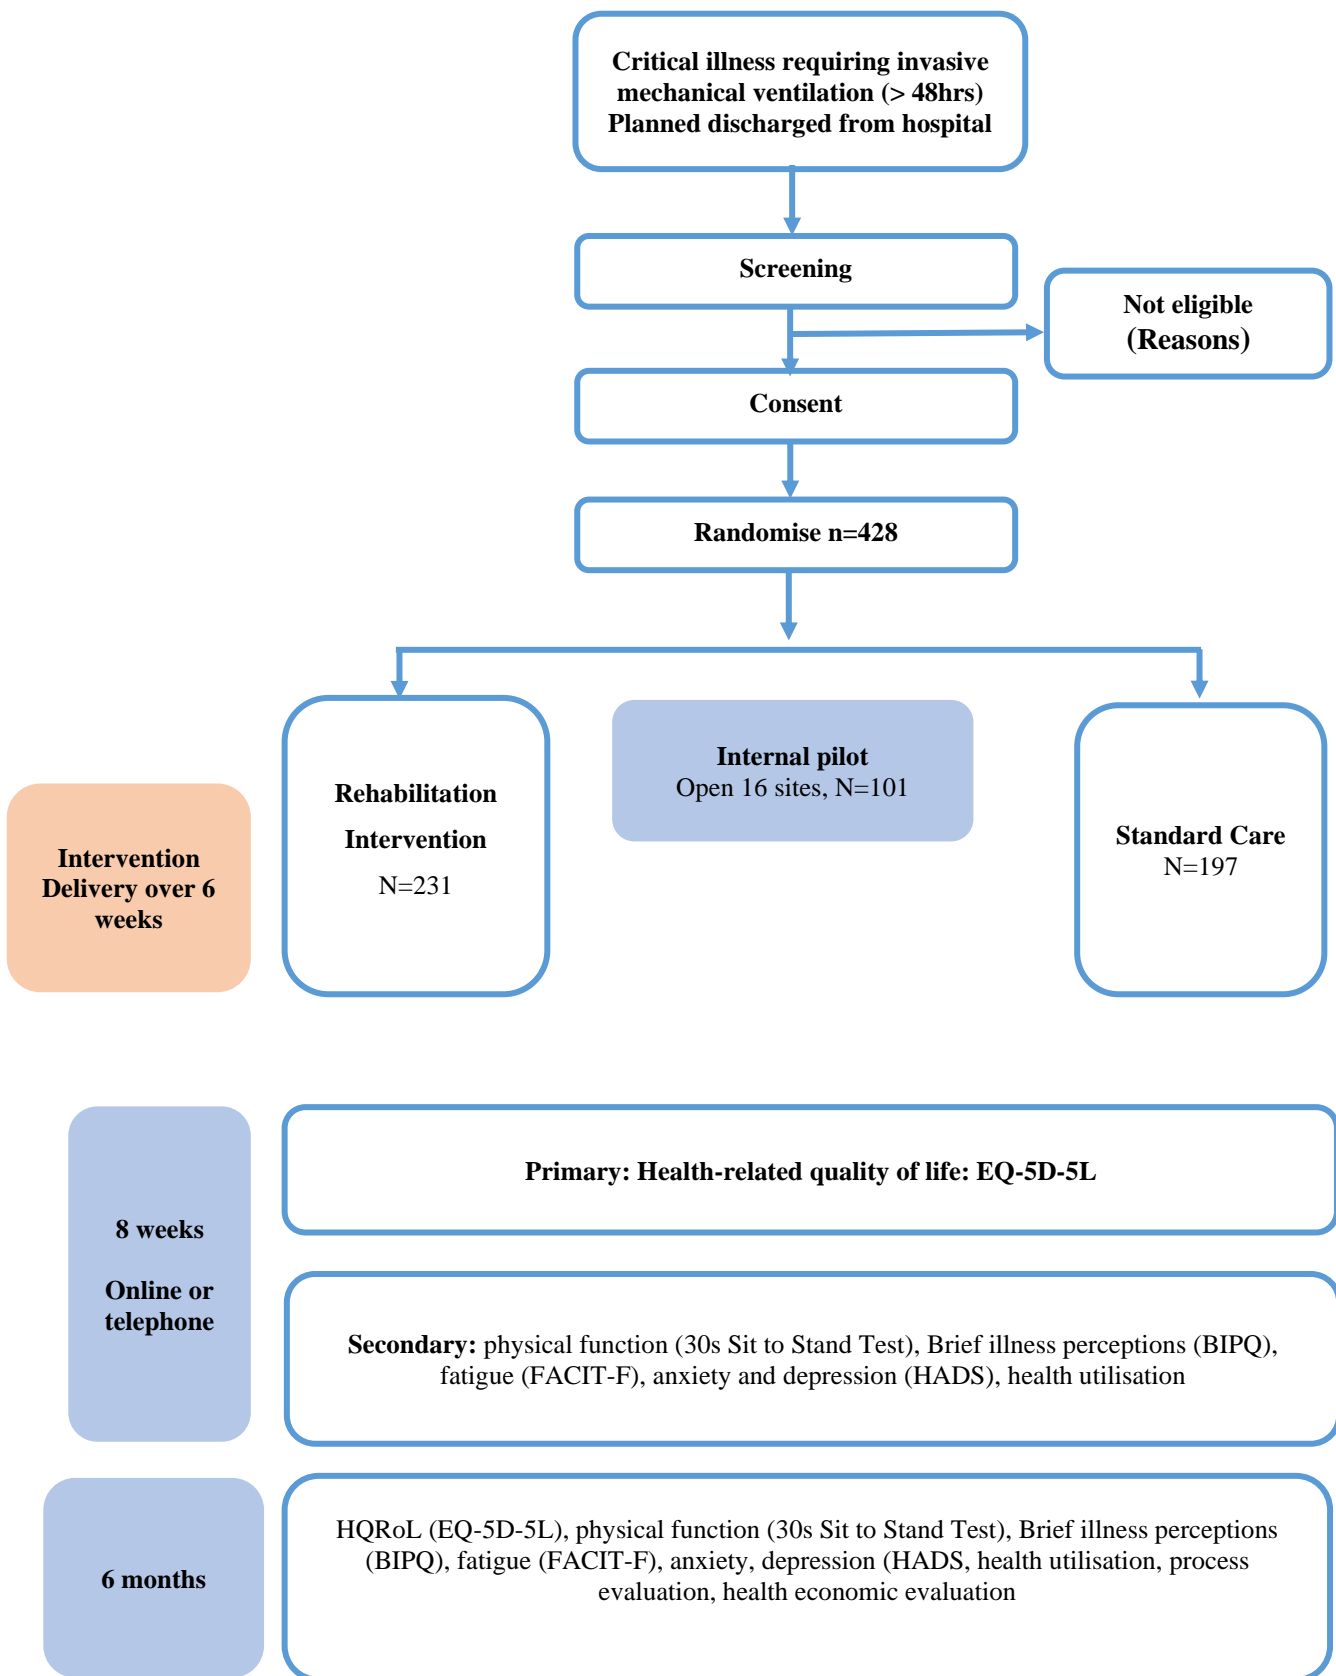 Critical illness requiring invasive
mechanical ventilation (> 48hrs)
Planned discharged from hospital
Screening
Not eligible
(Reasons)
Consent
Randomise n=428
Rehabilitation
Intervention
N=231
Internal pilot
Open 16 sites, N=101
Standard Care
N=197
Intervention
Delivery over 6
weeks
Primary: Health-related quality of life: EQ-5D-5L
8 weeks
Online or
telephone
Secondary: physical function (30s Sit to Stand Test), Brief illness perceptions (BIPQ),
fatigue (FACIT-F), anxiety and depression (HADS), health utilisation
6 months
HQRoL (EQ-5D-5L), physical function (30s Sit to Stand Test), Brief illness perceptions
(BIPQ), fatigue (FACIT-F), anxiety, depression (HADS, health utilisation, process
evaluation, health economic evaluation